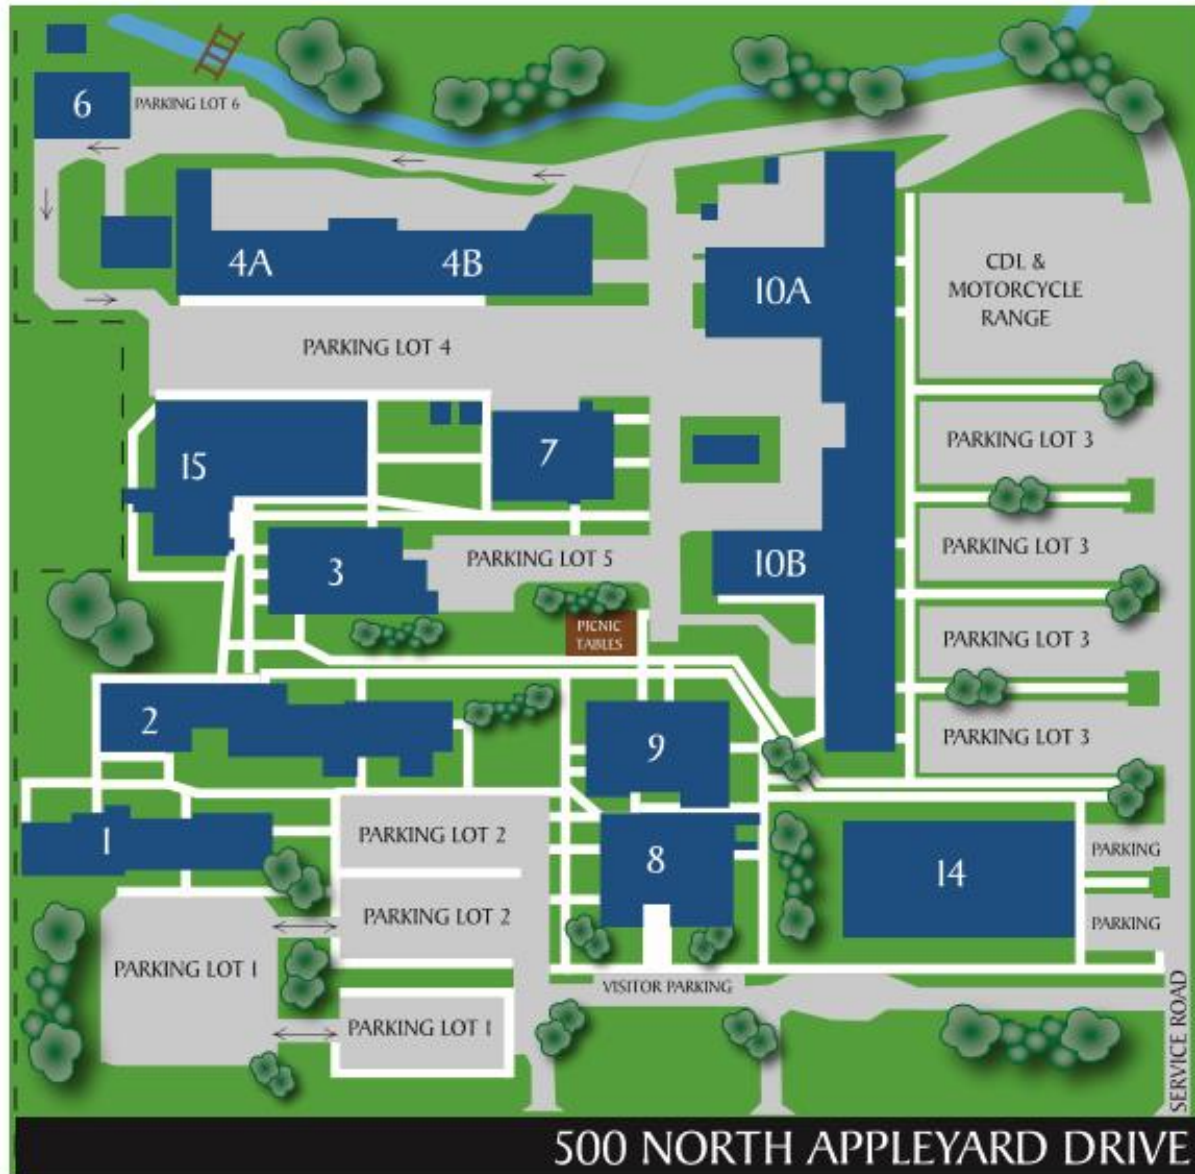 6
PARKING LOT 6
4A
4B
10A
CDL &
MOTORCYCLE
RANGE
PARKING LOT 4
PARKING LOT 3
15
7
PARKING LOT 3
3
PARKING LOT 5
10B
PICNIC
TABLES
PARKING LOT 3
2
9
PARKING LOT 3
1
PARKING LOT 2
8
14
PARKING
PARKING LOT 2
PARKING
PARKING LOT 1
VISITOR PARKING
PARKING LOT 1
SERVICE ROAD
500 NORTH APPLEYARD DRIVE